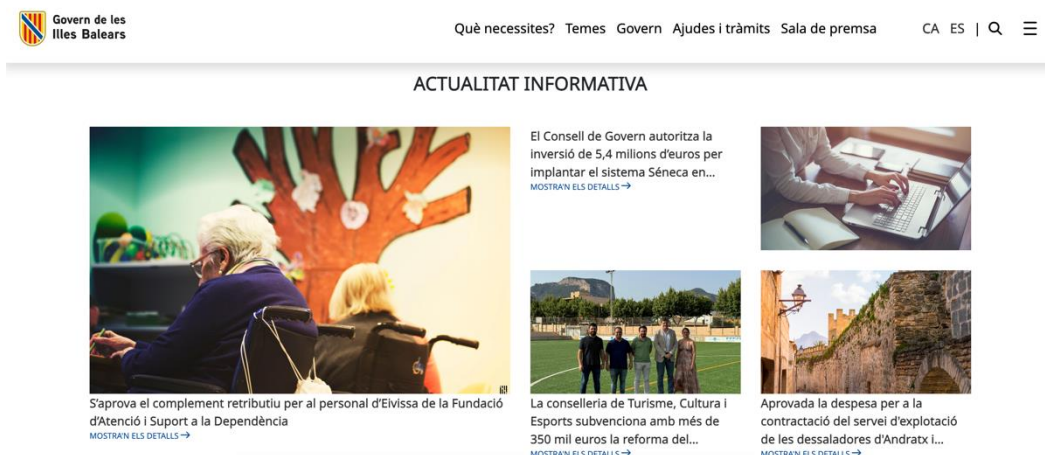 Govern de les
Illes Balears
Què necessites? Temes Govern Ajudes i tràmits Sala de premsa CA ES |
ACTUALITAT INFORMATIVA
El Consell de Govern autoritza la
inversió de 5,4 milions d’euros per
implantar el sistema Séneca en...
MOSTRA'N ELS DETALLS →
S’aprova el complement retributiu per al personal d’Eivissa de la Fundació
d’Atenció i Suport a la Dependència
MOSTRA'N ELS DETALLS →
La conselleria de Turisme, Cultura i
Esports subvenciona amb més de
350 mil euros la reforma del...
MOSTRA'N ELS DETALLS →
Aprovada la despesa per a la
contractació del servei d'explotació
de les dessaladores d'Andratx i...
MOSTRA'N ELS DETALLS →